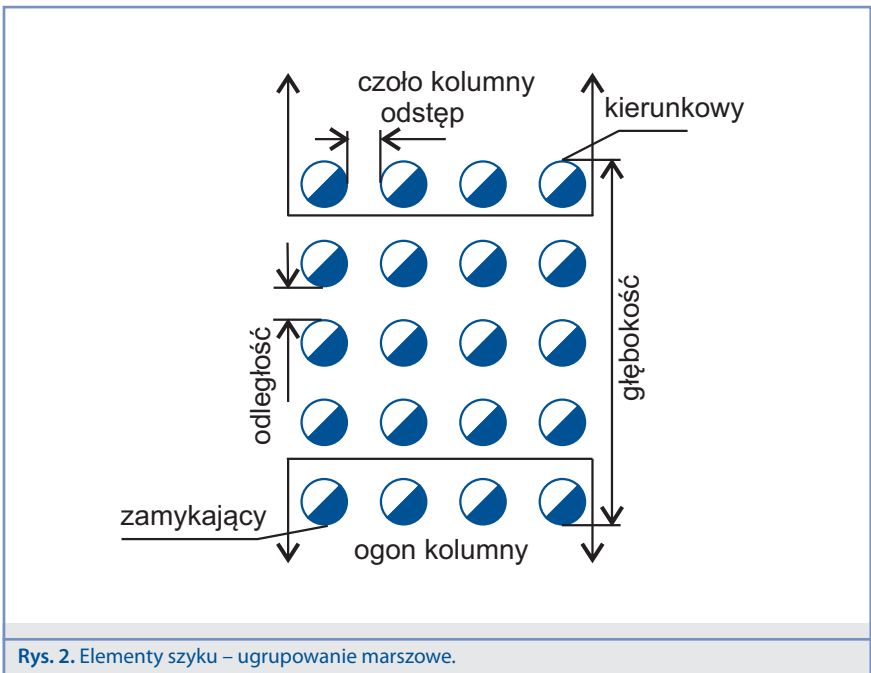 czoło kolumny
odstęp
kierunkowy
odległość
głębokość
zamykający
ogon kolumny
Rys. 2. Elementy szyku – ugrupowanie marszowe.